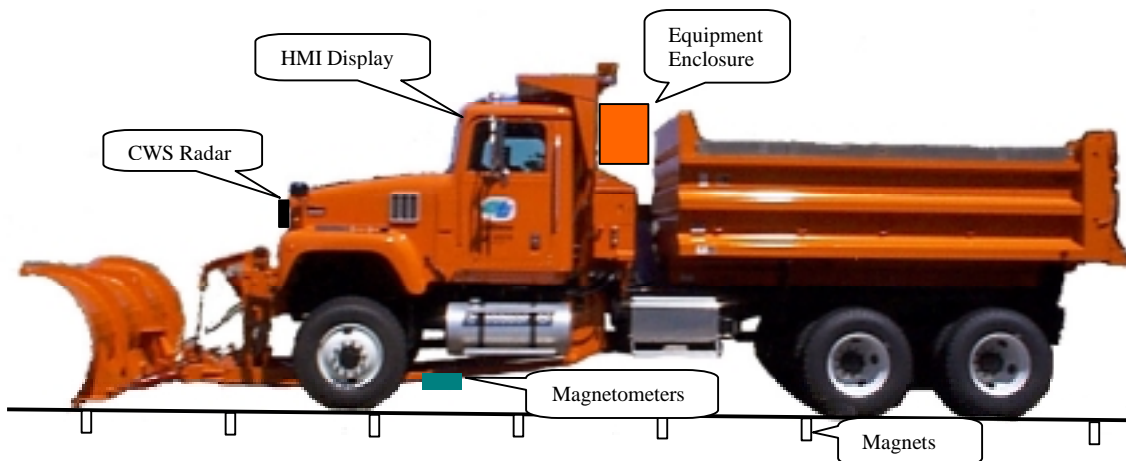 Equipment
Enclosure
HMI Display
CWS Radar
Magnetometers
Magnets